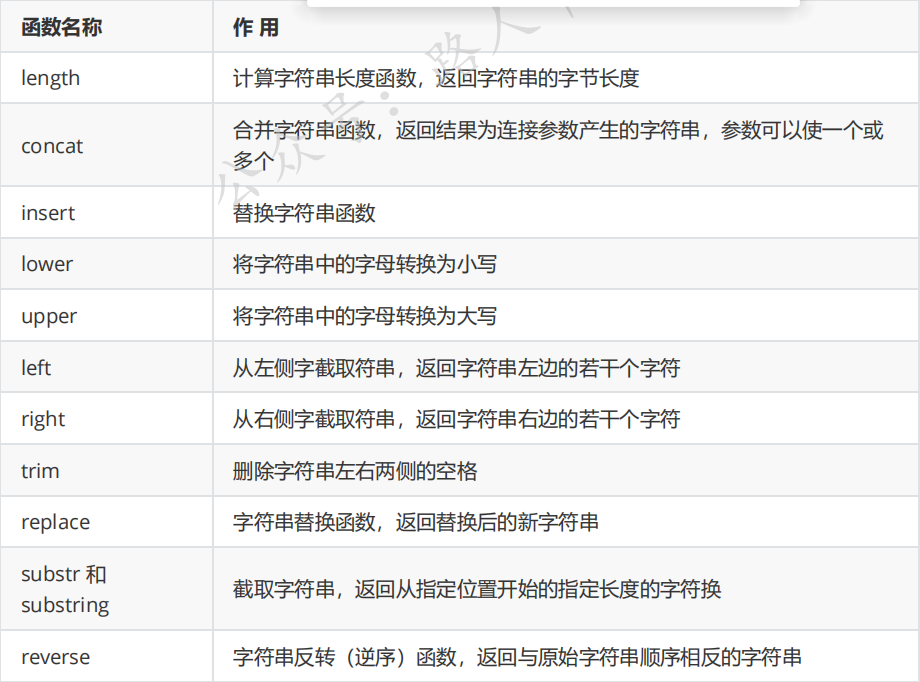 函数名称 作 用
length 计算字符串长度函数，返回字符串的字节长度
concat 合并字符串函数，返回结果为连接参数产生的字符串，参数可以使一个或
多个
insert 替换字符串函数
lower 将字符串中的字母转换为小写
upper 将字符串中的字母转换为大写
left 从左侧字截取符串，返回字符串左边的若干个字符
right 从右侧字截取符串，返回字符串右边的若干个字符
trim 删除字符串左右两侧的空格
replace 字符串替换函数，返回替换后的新字符串
substr 和
substring 截取字符串，返回从指定位置开始的指定长度的字符换
reverse 字符串反转（逆序）函数，返回与原始字符串顺序相反的字符串
公众号：路人